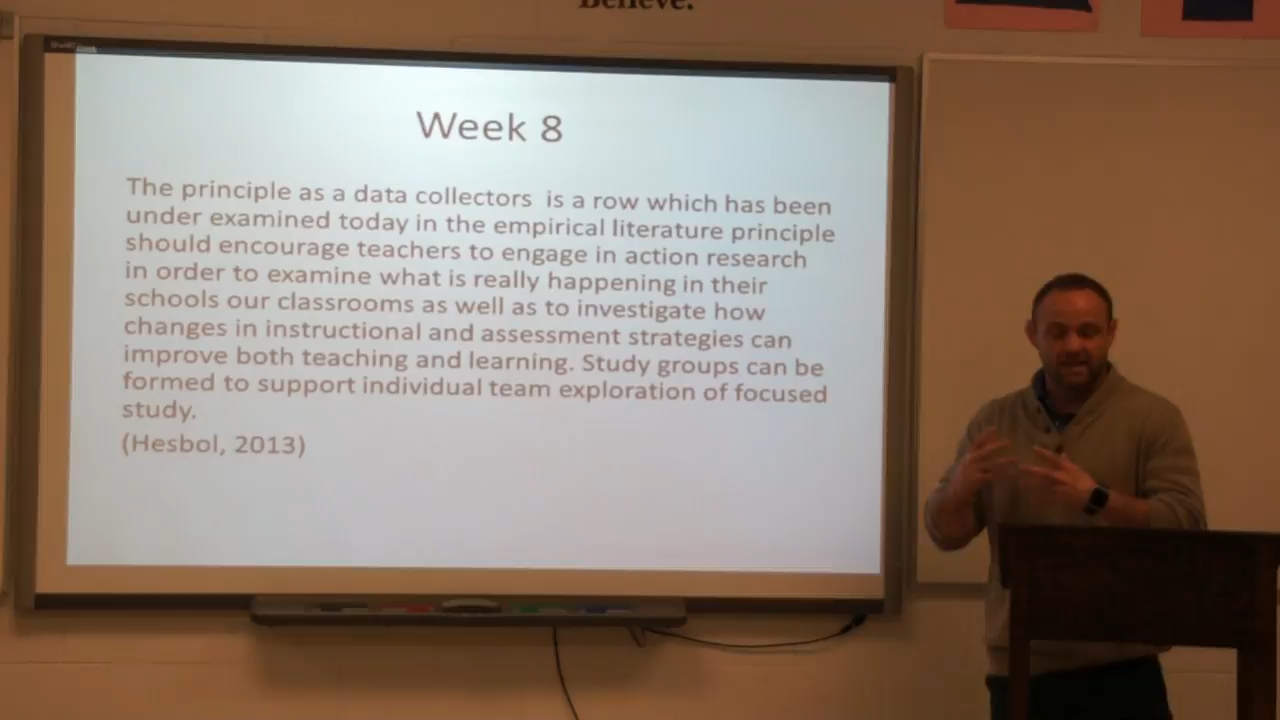 Believe.
Week 8
The principle as a data collectors is a row which has been
under examined today in the empirical literature principle
should encourage teachers to engage in action research
in order to examine what is really happening in their
schools our classrooms as well as to investigate how
changes in instructional and assessment strategies can
improve both teaching and learning. Study groups can be
formed to support individual team exploration of focused
study.
(Hesbol, 2013)